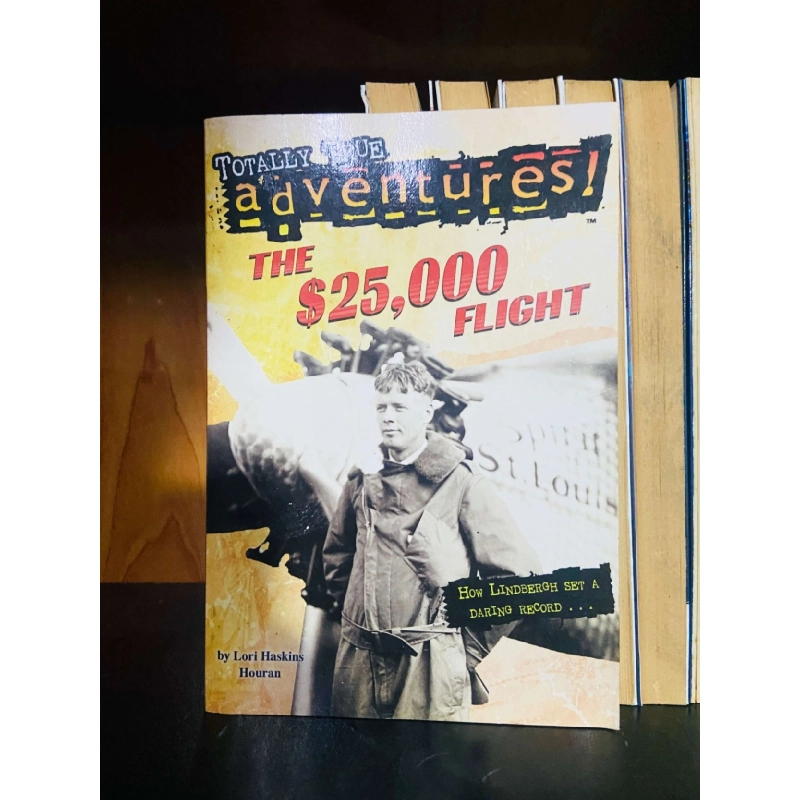 TOTALLY TRUE
adventures!
™
THE
$25,000
FLIGHT
Spirit
St. Louis
HOW LINDBERGH SET A
DARING RECORD . . .
by Lori Haskins
Houran